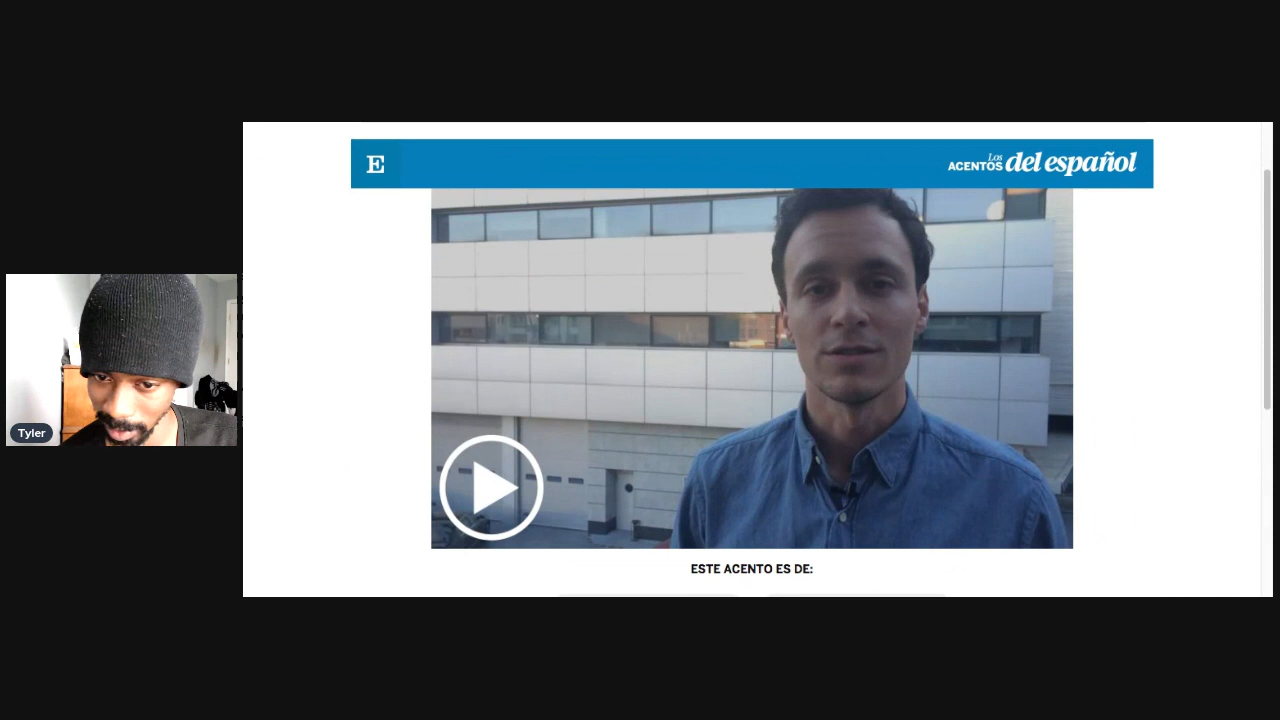 E
Los
ACENTOS del español
Tyler
ESTE ACENTO ES DE: